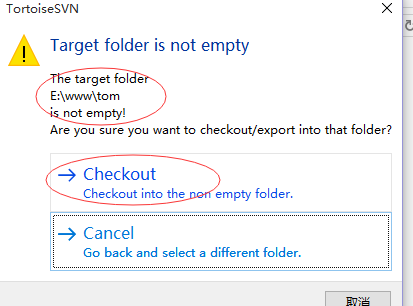 TortoiseSVN
Target folder is not empty
The target folder
E:\www\tom
is not empty!
Are you sure you want to checkout/export into that folder?
Checkout
Checkout into the non empty folder.
Cancel
Go back and select a different folder.
取消